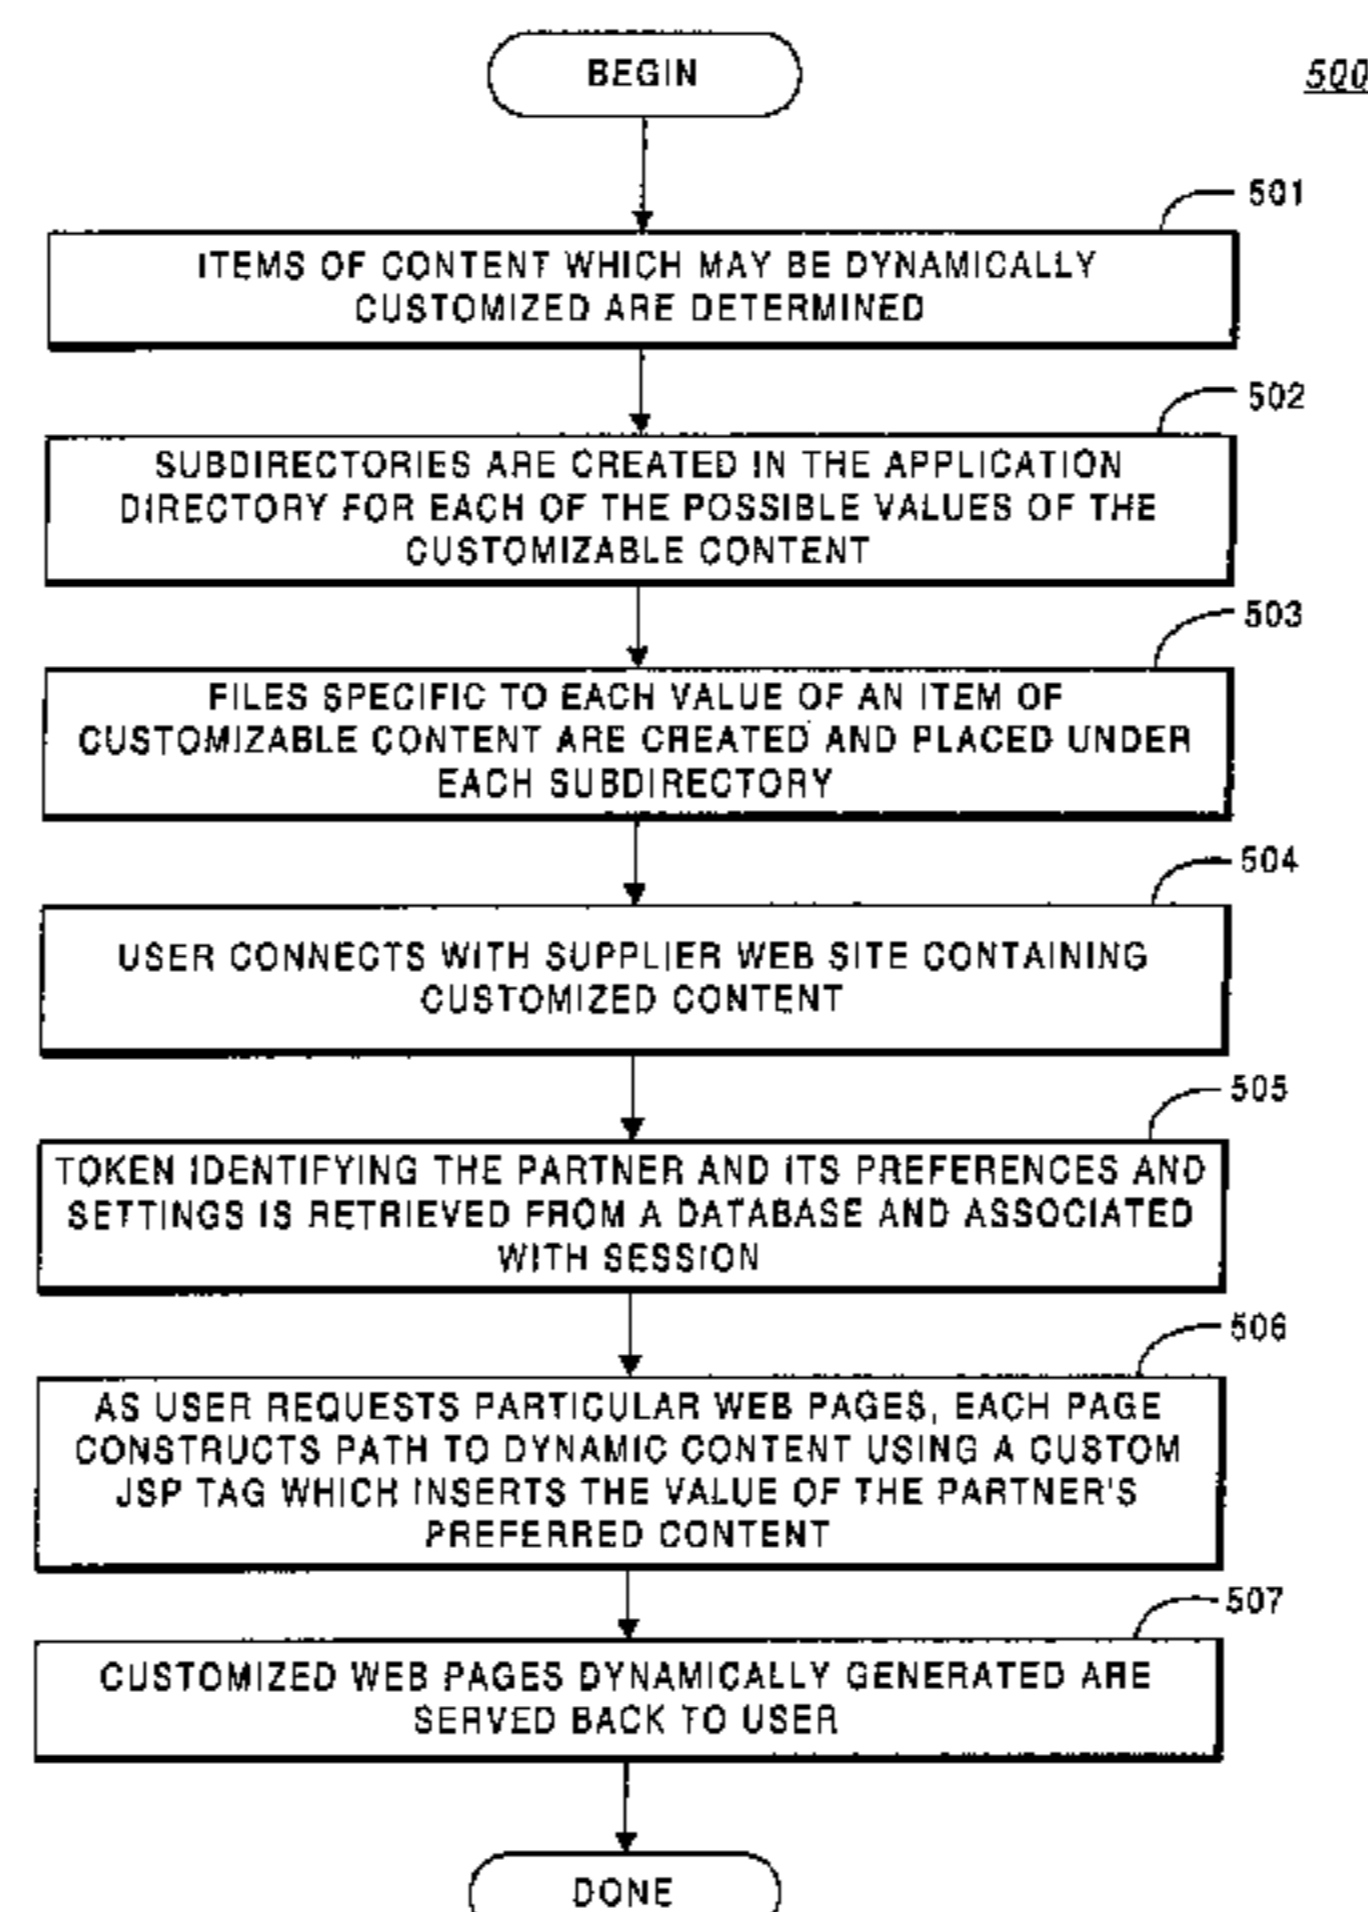 BEGIN
500
501
ITEMS OF CONTENT WHICH MAY BE DYNAMICALLY
CUSTOMIZED ARE DETERMINED
502
SUBDIRECTORIES ARE CREATED IN THE APPLICATION
DIRECTORY FOR EACH OF THE POSSIBLE VALUES OF THE
CUSTOMIZABLE CONTENT
503
FILES SPECIFIC TO EACH VALUE OF AN ITEM OF
CUSTOMIZABLE CONTENT ARE CREATED AND PLACED UNDER
EACH SUBDIRECTORY
504
USER CONNECTS WITH SUPPLIER WEB SITE CONTAINING
CUSTOMIZED CONTENT
505
TOKEN IDENTIFYING THE PARTNER AND ITS PREFERENCES AND
SETTINGS IS RETRIEVED FROM A DATABASE AND ASSOCIATED
WITH SESSION
506
AS USER REQUESTS PARTICULAR WEB PAGES, EACH PAGE
CONSTRUCTS PATH TO DYNAMIC CONTENT USING A CUSTOM
JSP TAG WHICH INSERTS THE VALUE OF THE PARTNER'S
PREFERRED CONTENT
507
CUSTOMIZED WEB PAGES DYNAMICALLY GENERATED ARE
SERVED BACK TO USER
DONE